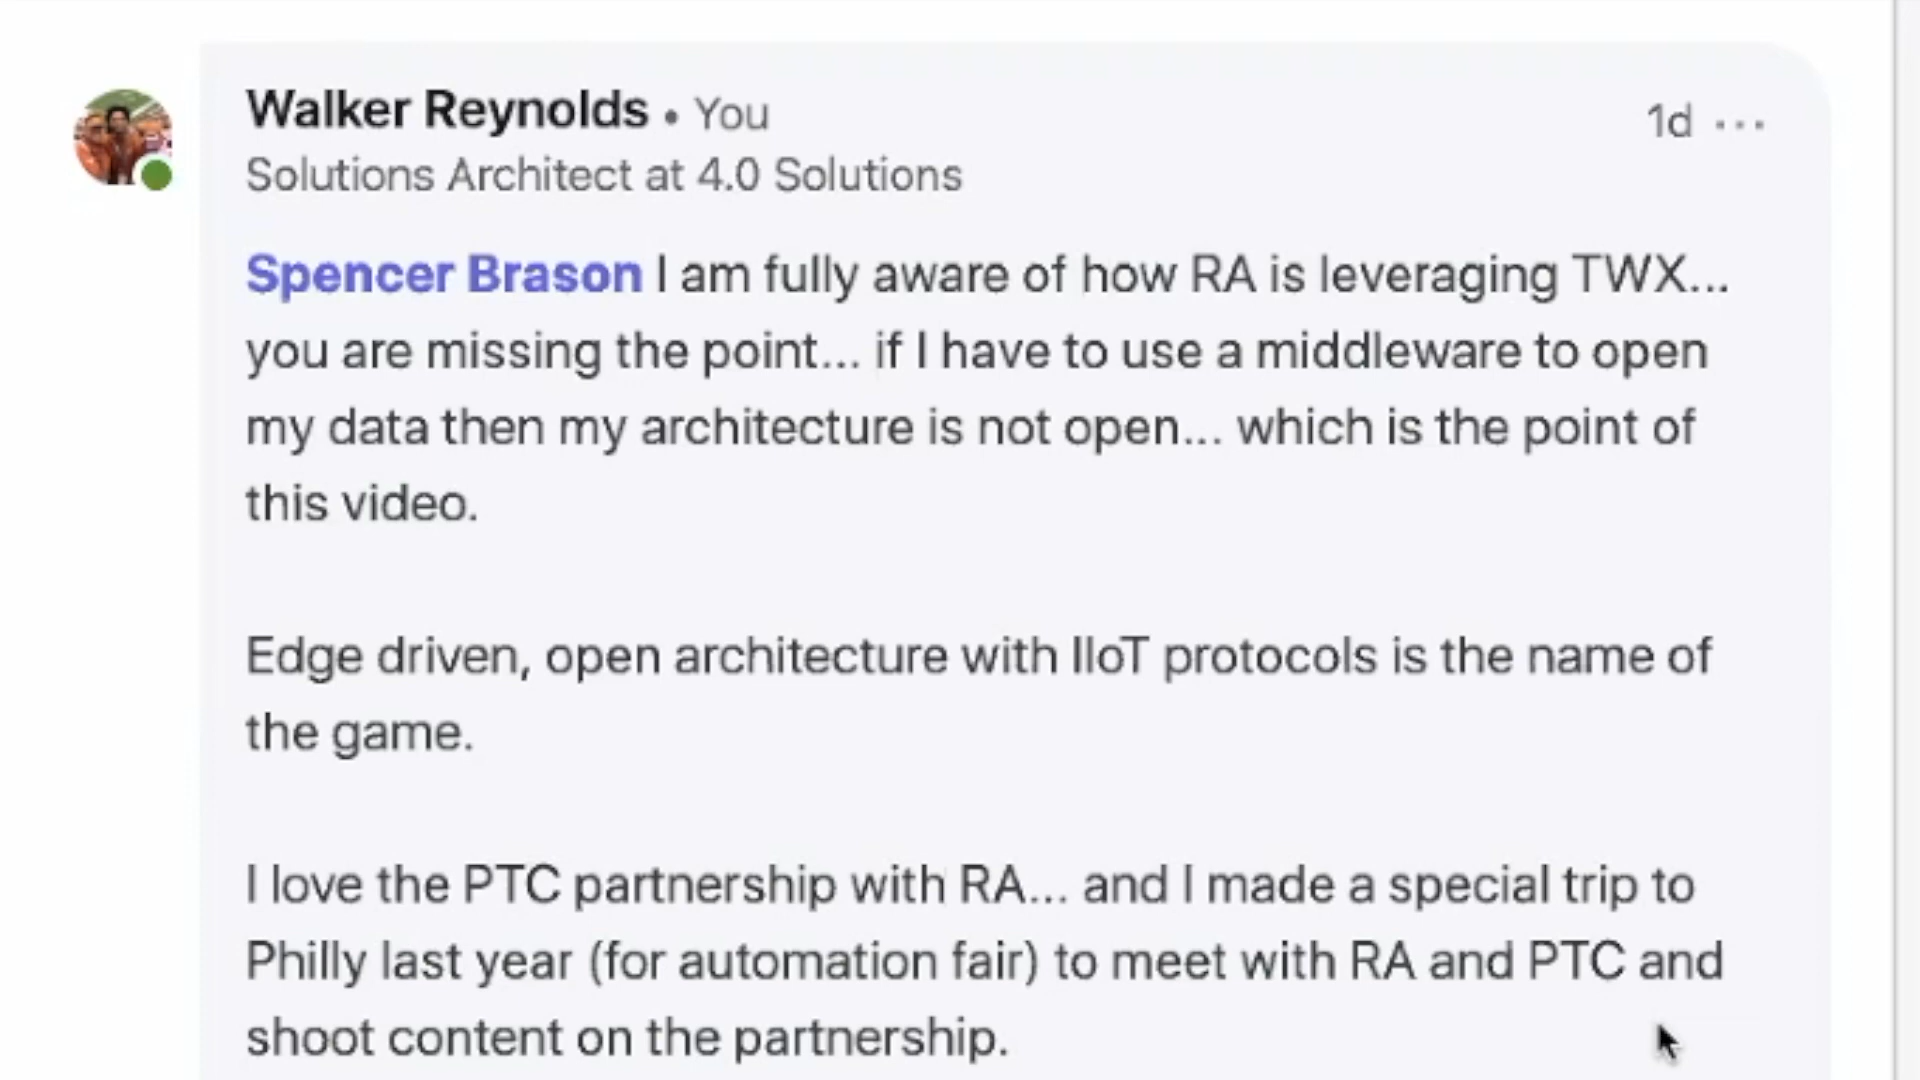 Walker Reynolds • You
1d ...
Solutions Architect at 4.0 Solutions
Spencer Brason I am fully aware of how RA is leveraging TWX...
you are missing the point... if I have to use a middleware to open
my data then my architecture is not open... which is the point of
this video.
Edge driven, open architecture with IIoT protocols is the name of
the game.
I love the PTC partnership with RA... and I made a special trip to
Philly last year (for automation fair) to meet with RA and PTC and
shoot content on the partnership.